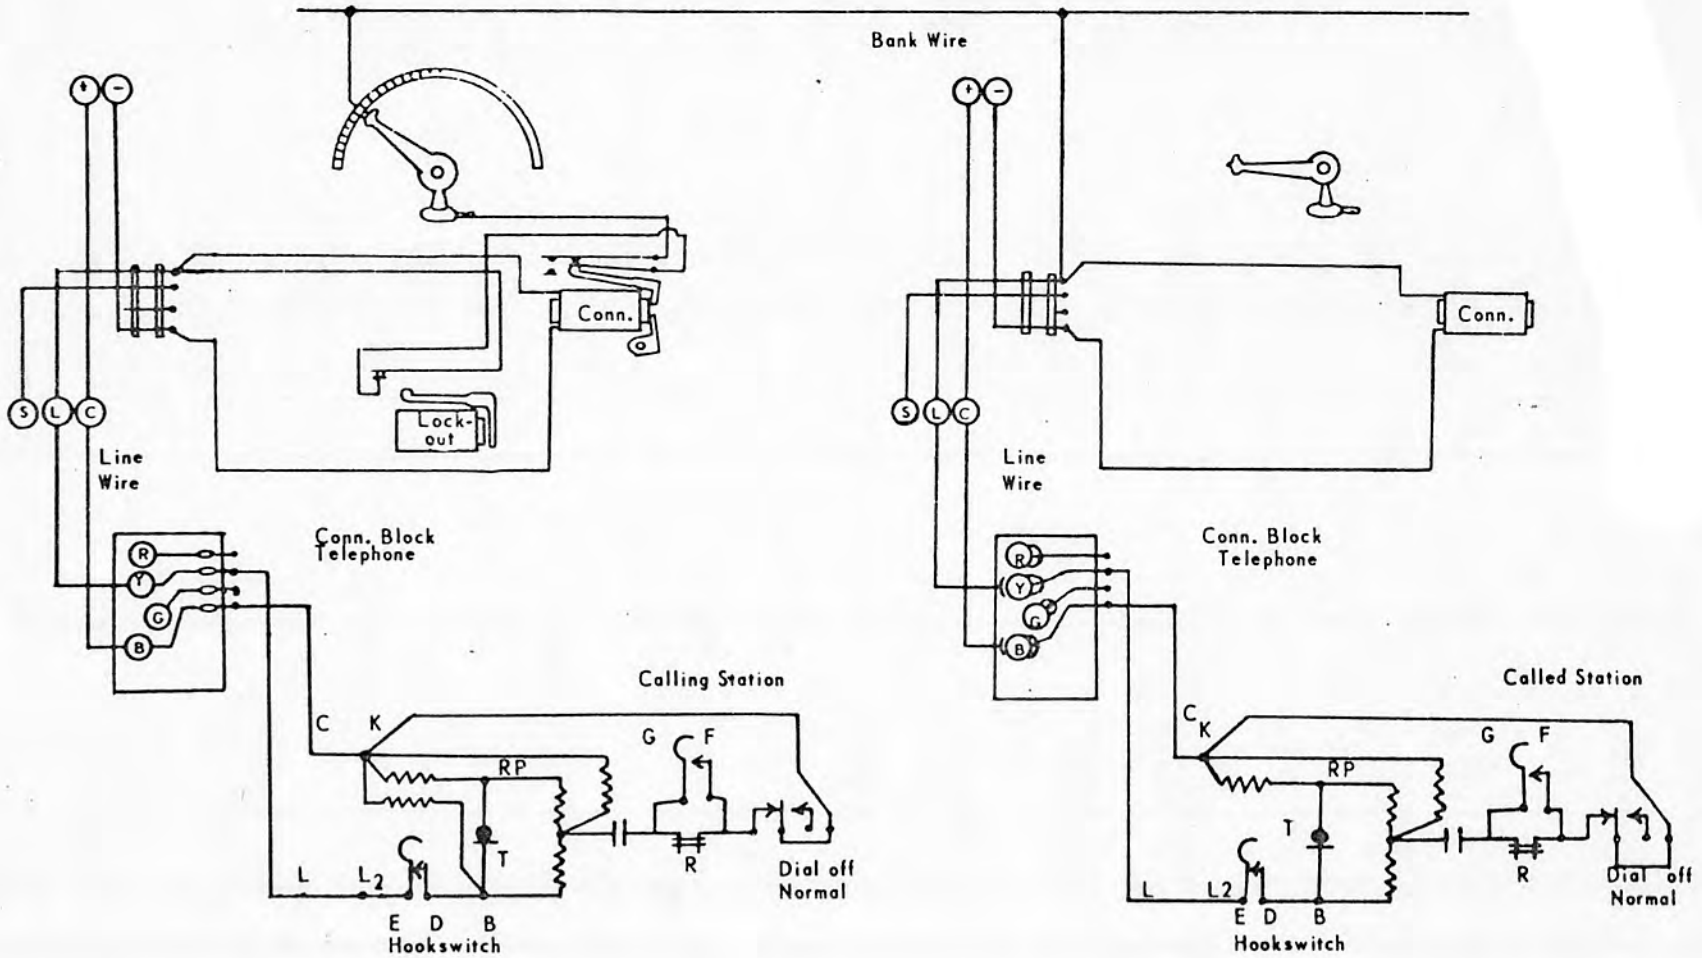 Bank Wire
+ -
+ -
Conn.
Conn.
S L C
Lock-
out
S L C
Line
Wire
Line
Wire
Conn. Block
Telephone
Conn. Block
Telephone
R
Y
G
B
R
Y
G
B
Calling Station
Called Station
C K
G F
RP
T
R
L L2
E D B
Hookswitch
Dial off
Normal
C K
G F
RP
T
R
L L2
E D B
Hookswitch
Dial off
Normal